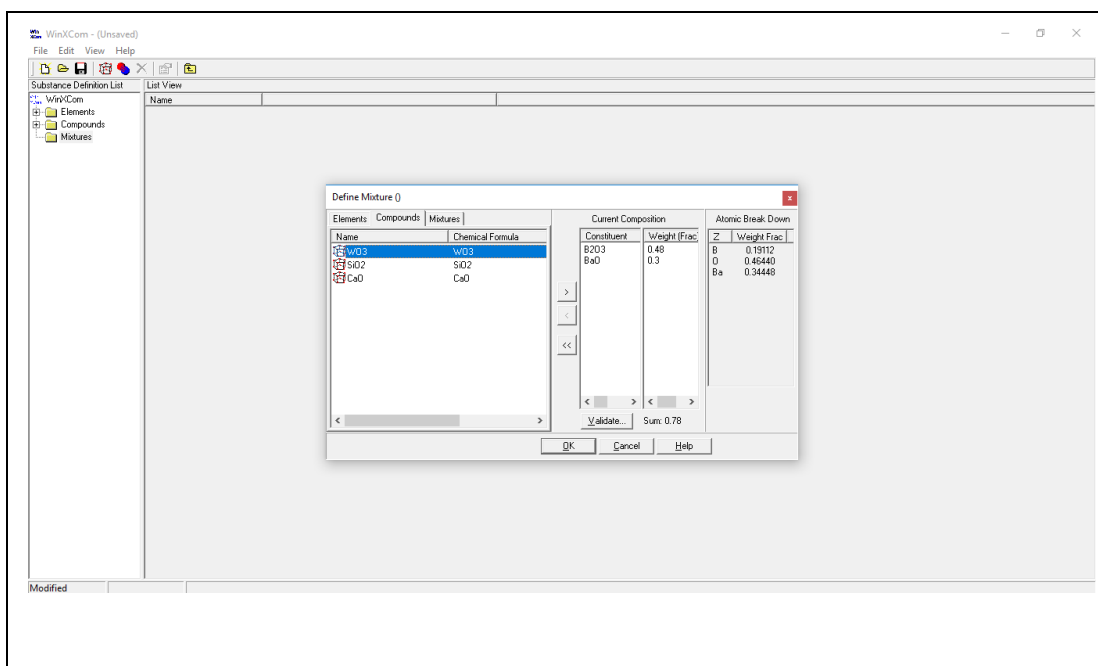 WinXCom - (Unsaved)
File Edit View Help
Substance Definition List List View
WinXCom Name
Elements
Compounds
Mixtures
Define Mixture ()
Elements Compounds Mixtures Current Composition Atomic Break Down
Name Chemical Formula Constituent Weight (Frac Z Weight Frac
WO3 WO3 B2O3 0.48 B 0.19112
SiO2 SiO2 BaO 0.3 O 0.46440
CaO CaO Ba 0.34448
>
<
<<
Validate... Sum: 0.78
OK Cancel Help
Modified